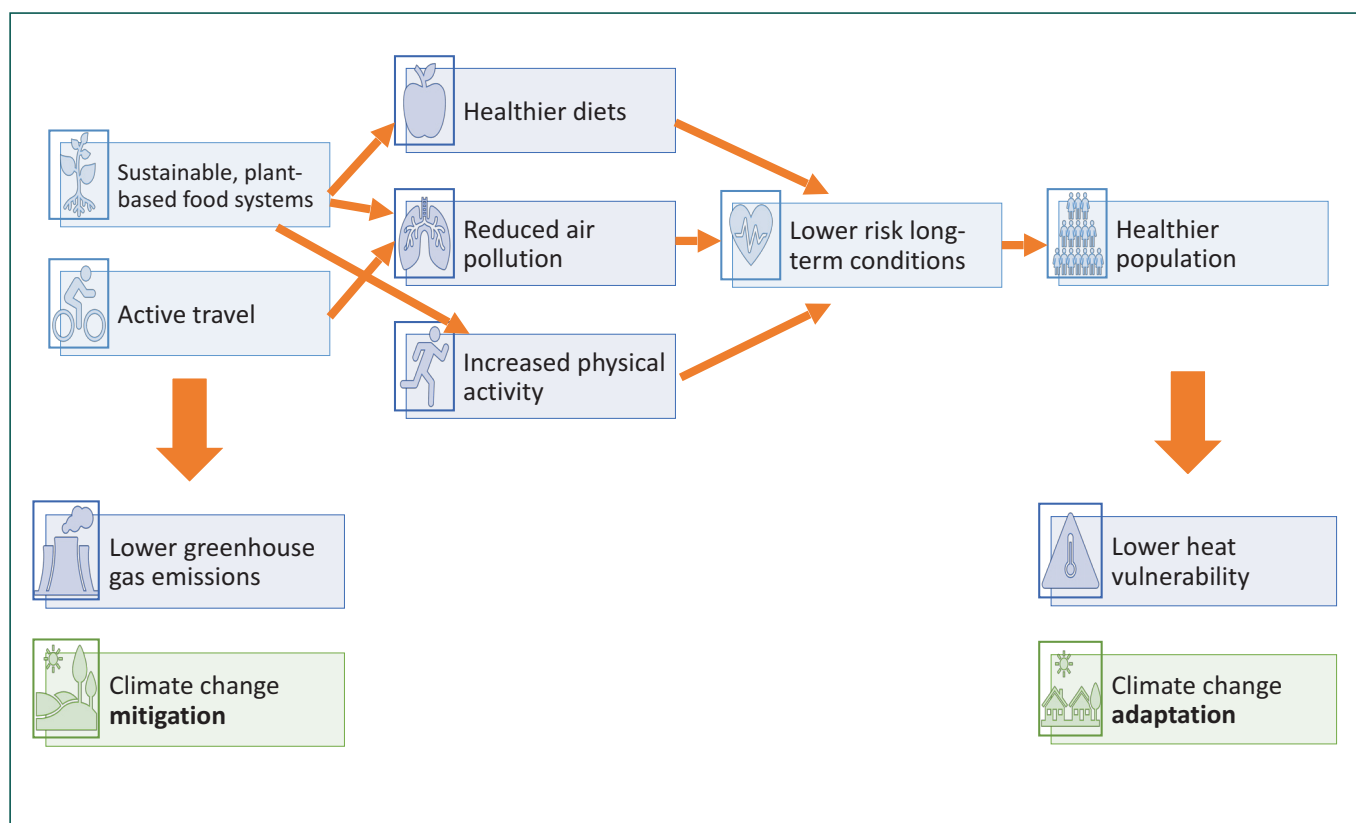 Healthier diets
Sustainable, plant-
based food systems
Reduced air
pollution
Lower risk long-
term conditions
Healthier
population
Active travel
Increased physical
activity
Lower greenhouse
gas emissions
Lower heat
vulnerability
Climate change
mitigation
Climate change
adaptation